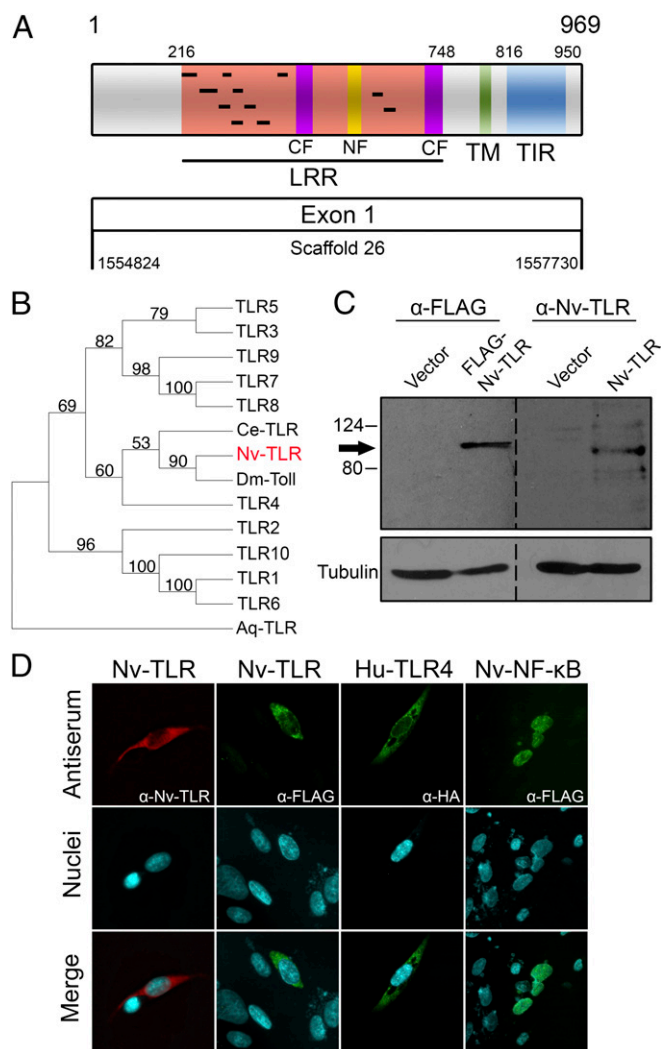 A
1 969
216 748 816 950
CF NF CF TM TIR
LRR
Exon 1
Scaffold 26
1554824 1557730
B
79
82
98
100
69
53
90
60
96
100
100
TLR5
TLR3
TLR9
TLR7
TLR8
Ce-TLR
Nv-TLR
Dm-Toll
TLR4
TLR2
TLR10
TLR1
TLR6
Aq-TLR
C
α-FLAG α-Nv-TLR
Vector
FLAG-
Nv-TLR
Vector
Nv-TLR
124
80
Tubulin
D
Nv-TLR Nv-TLR Hu-TLR4 Nv-NF-κB
Antiserum
α-Nv-TLR α-FLAG α-HA α-FLAG
Nuclei
Merge